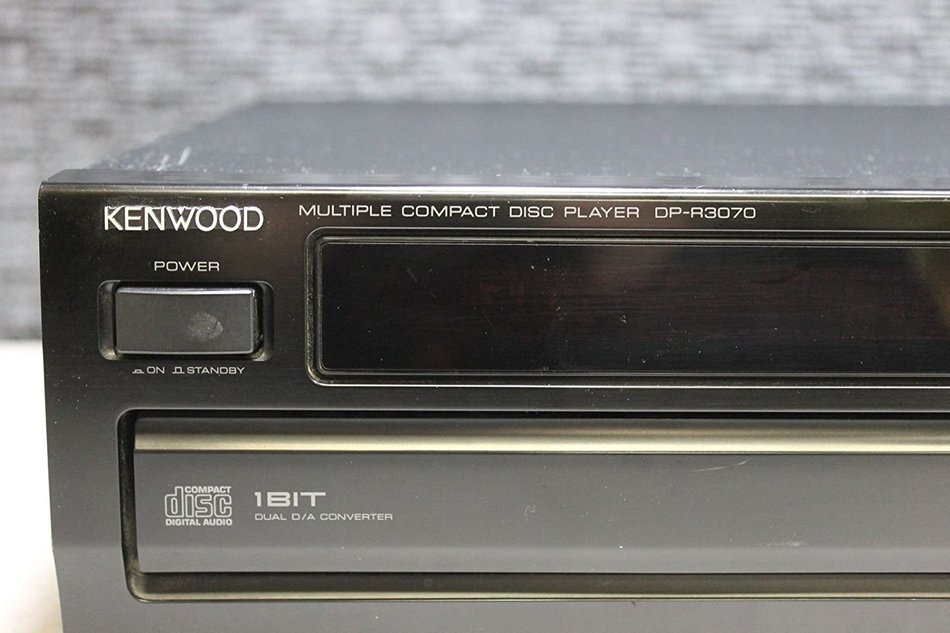 KENWOOD
MULTIPLE COMPACT DISC PLAYER DP-R3070
POWER
ON STANDBY
COMPACT
disc
DIGITAL AUDIO
1BIT
DUAL D/A CONVERTER